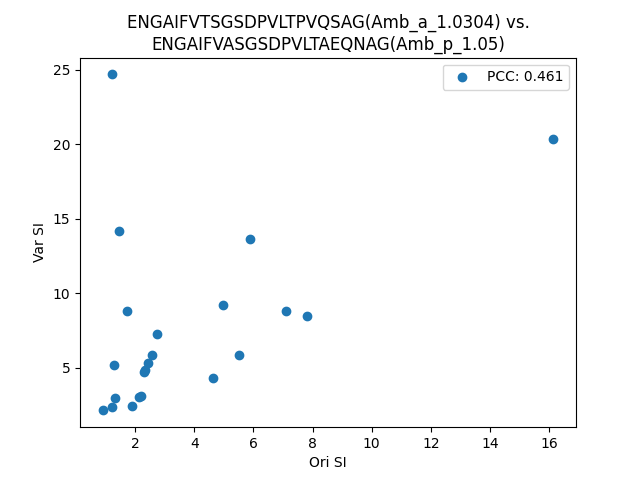 ENGAIFVTSGSDPVLTPVQSAG(Amb_a_1.0304) vs.
ENGAIFVASGSDPVLTAEQNAG(Amb_p_1.05)
PCC: 0.461
25
20
15
10
5
Var SI
2 4 6 8 10 12 14 16
Ori SI